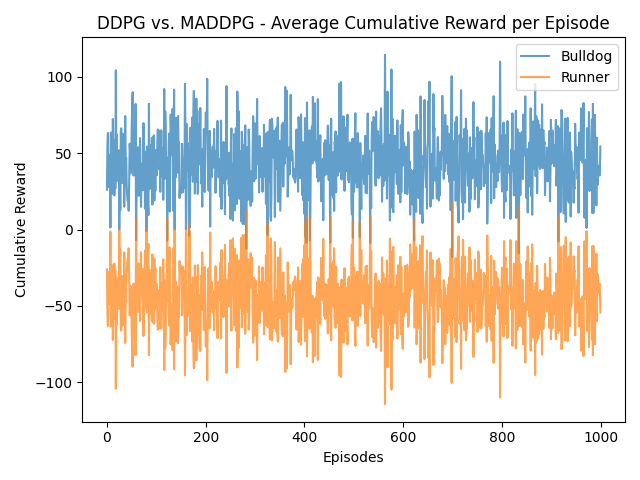 DDPG vs. MADDPG - Average Cumulative Reward per Episode
Bulldog
Runner
Cumulative Reward
100
50
0
−50
−100
0
200
400
600
800
1000
Episodes